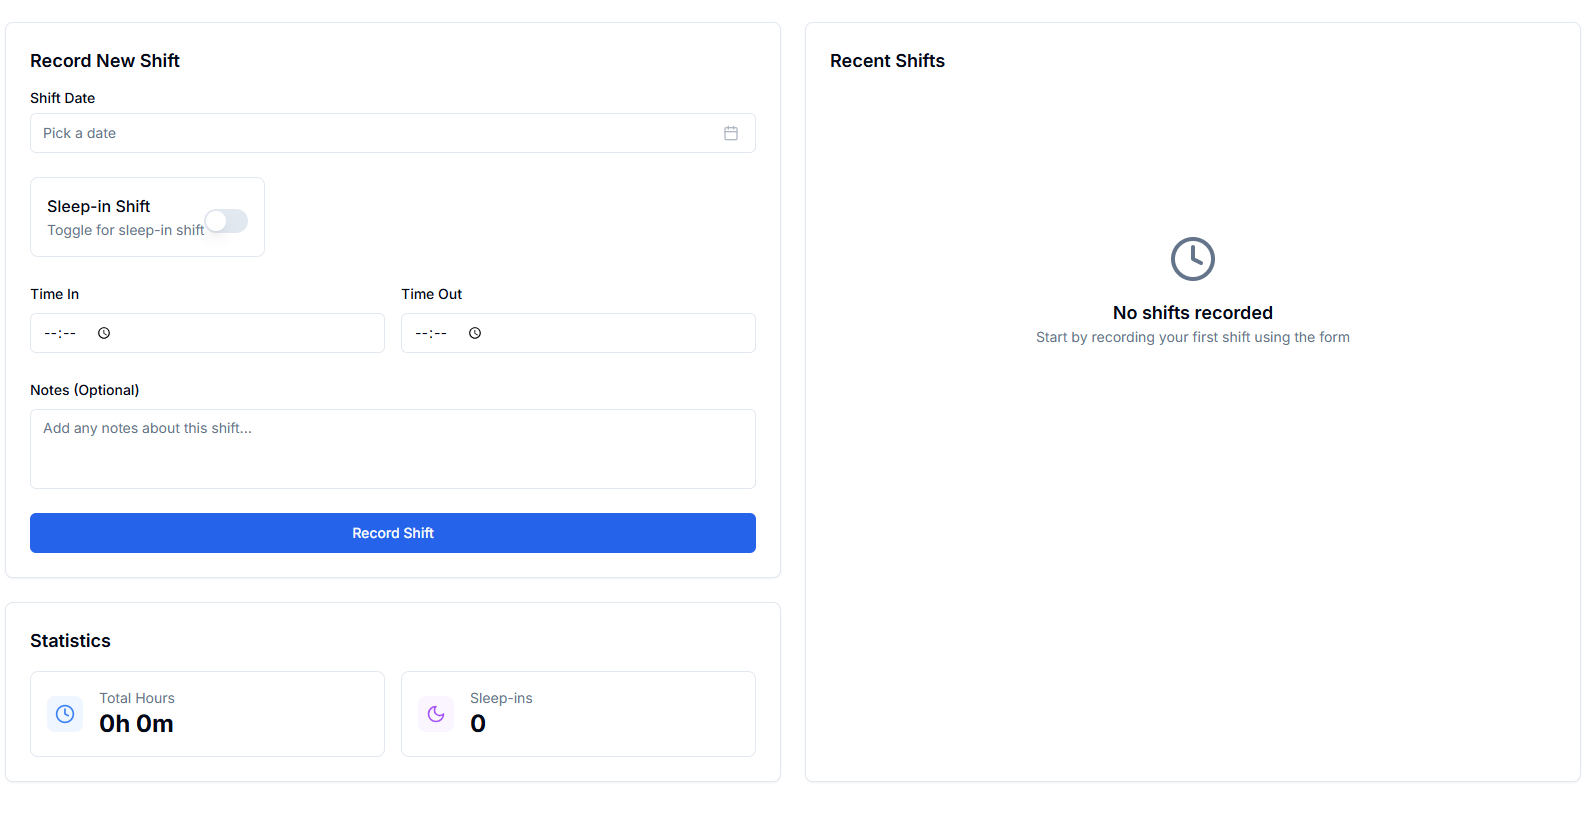 Record New Shift
Shift Date
Pick a date
Sleep-in Shift
Toggle for sleep-in shift
Time In
Time Out
--:--
--:--
Notes (Optional)
Add any notes about this shift...
Record Shift
Statistics
Total Hours
0h 0m
Sleep-ins
0
Recent Shifts
No shifts recorded
Start by recording your first shift using the form